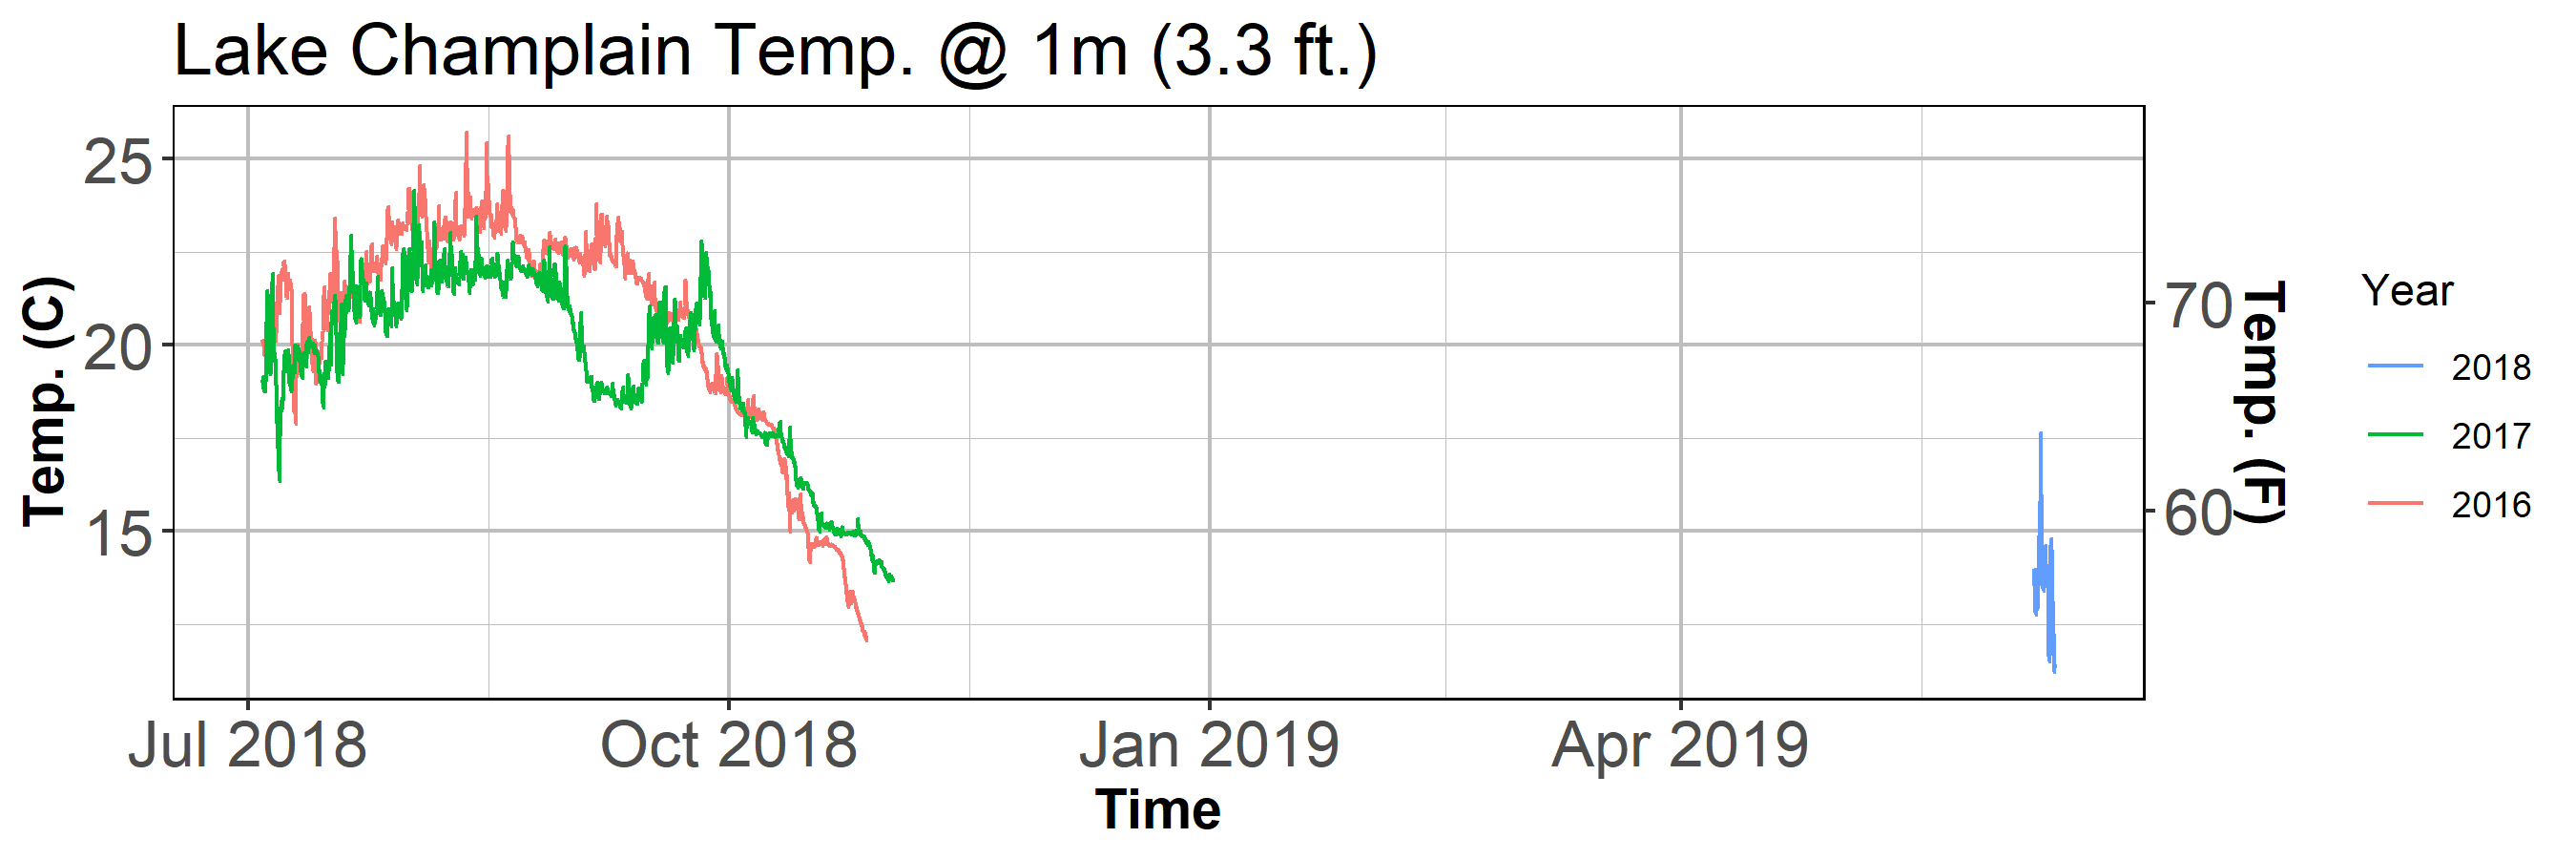 Lake Champlain Temp. @ 1m (3.3 ft.)
Temp. (C)
25
20
15
Jul 2018
Oct 2018
Jan 2019
Apr 2019
Time
70
60
Temp. (F)
Year
2018
2017
2016